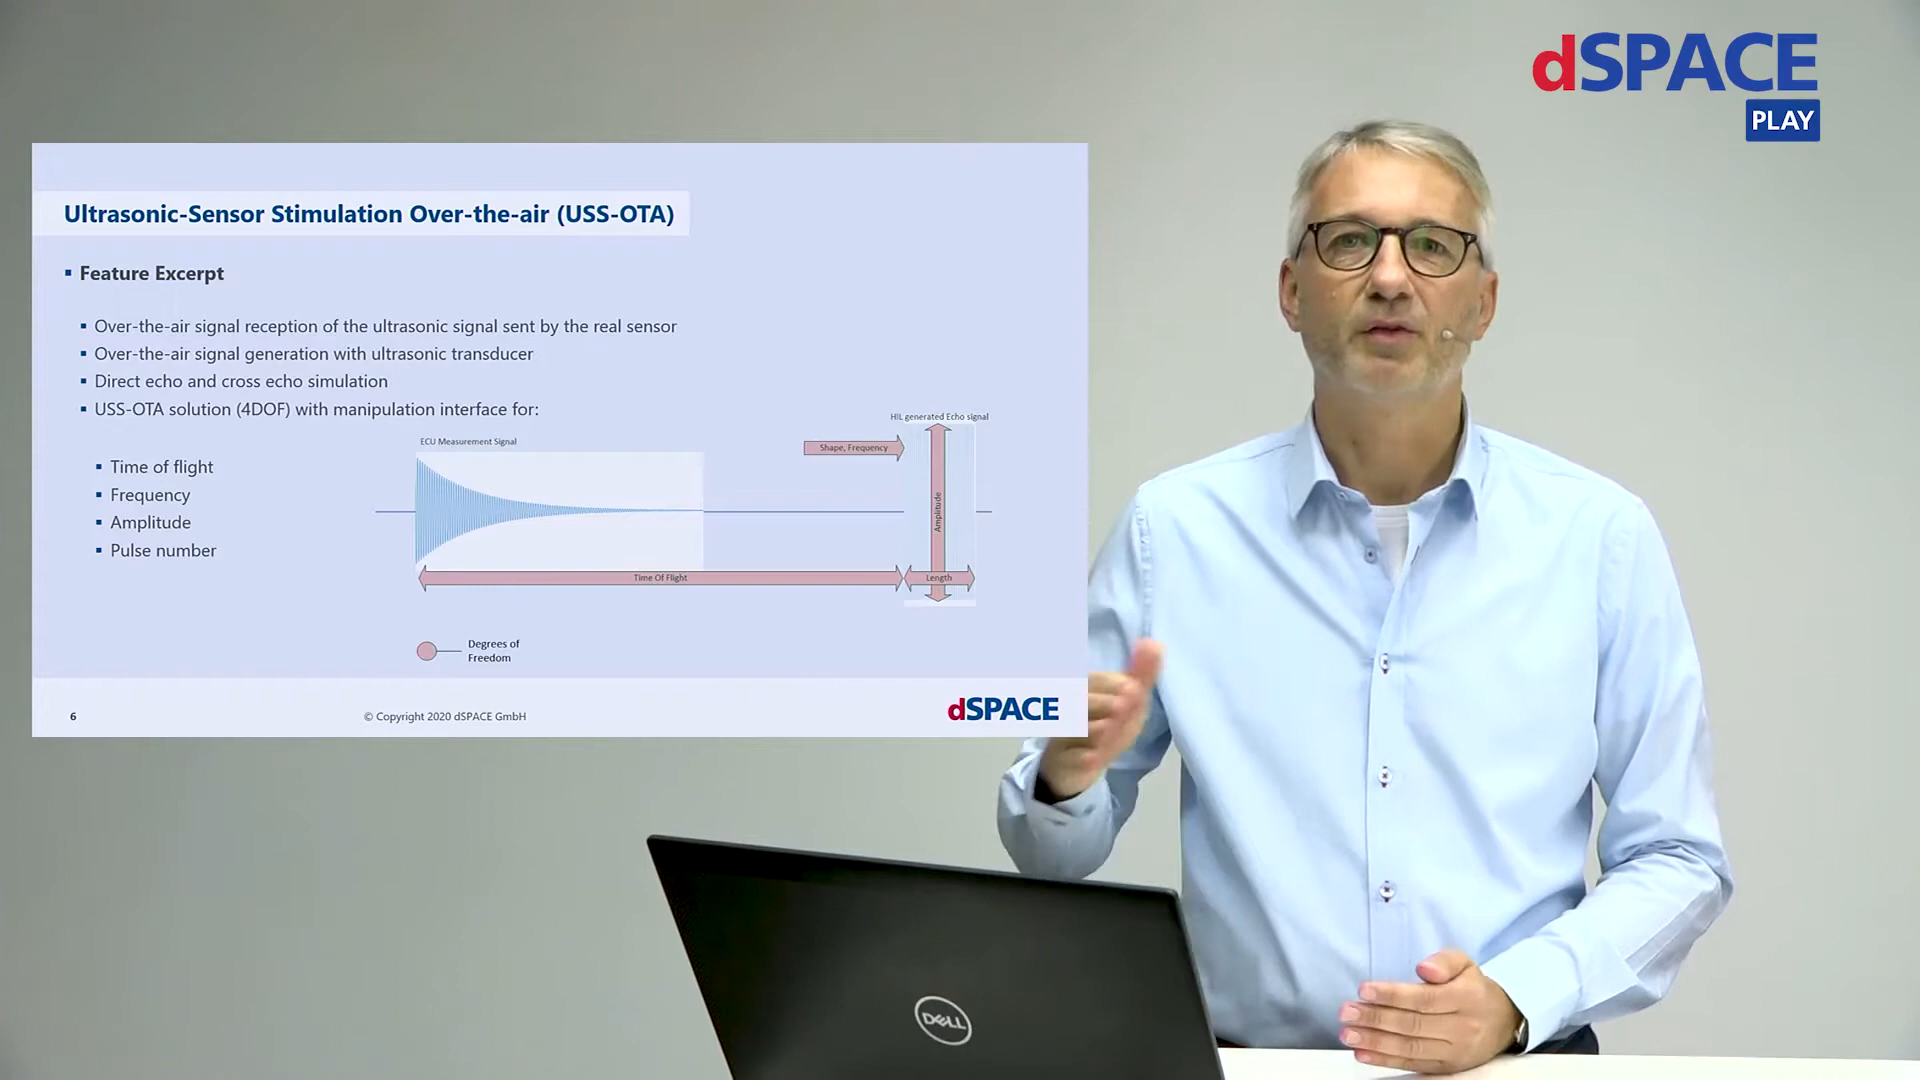 dSPACE
PLAY
Ultrasonic-Sensor Stimulation Over-the-air (USS-OTA)
Feature Excerpt
Over-the-air signal reception of the ultrasonic signal sent by the real sensor
Over-the-air signal generation with ultrasonic transducer
Direct echo and cross echo simulation
USS-OTA solution (4DOF) with manipulation interface for:
Time of flight
Frequency
Amplitude
Pulse number
ECU Measurement Signal
HIL generated Echo signal
Shape, Frequency
Amplitude
Time Of Flight
Length
Degrees of
Freedom
6
© Copyright 2020 dSPACE GmbH
dSPACE
DELL